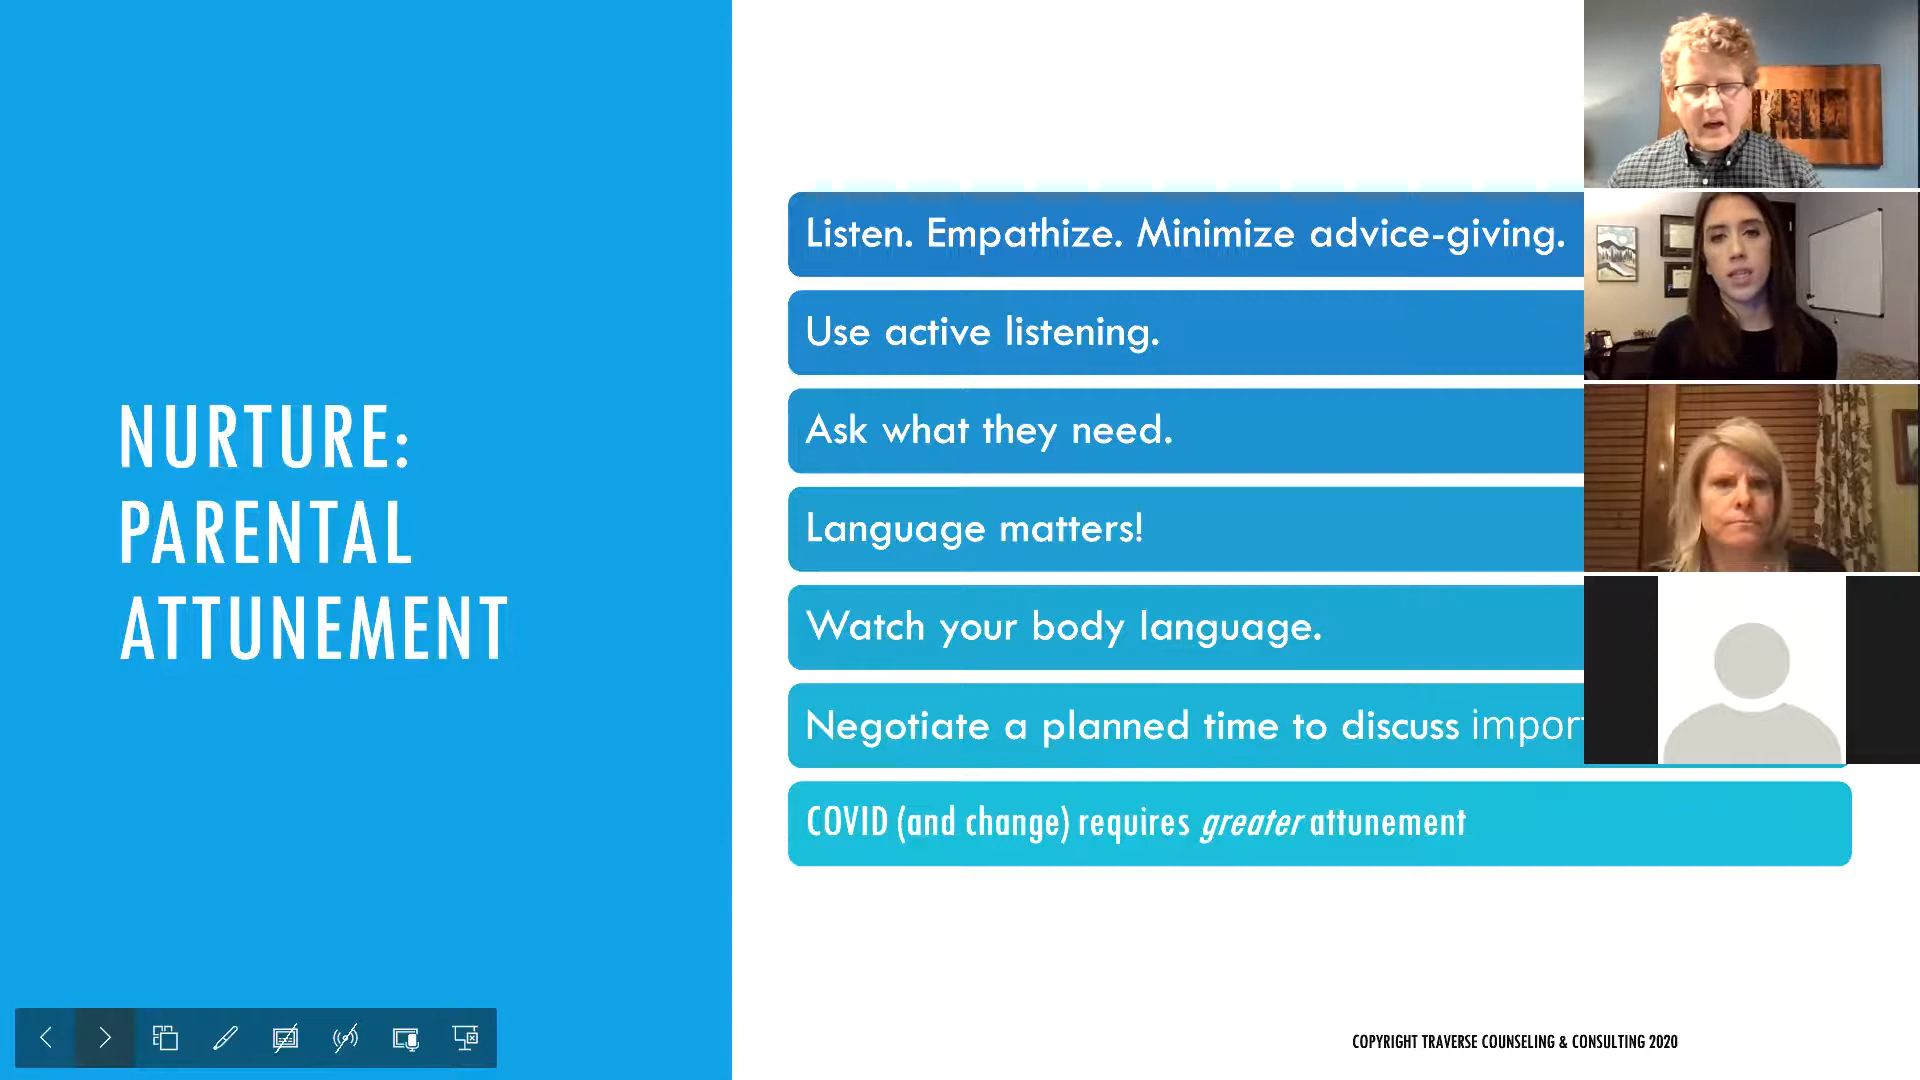 NURTURE:
PARENTAL
ATTUNEMENT
Listen. Empathize. Minimize advice-giving.
Use active listening.
Ask what they need.
Language matters!
Watch your body language.
Negotiate a planned time to discuss
COVID (and change) requires greater attunement
COPYRIGHT TRAVERSE COUNSELING & CONSULTING 2020